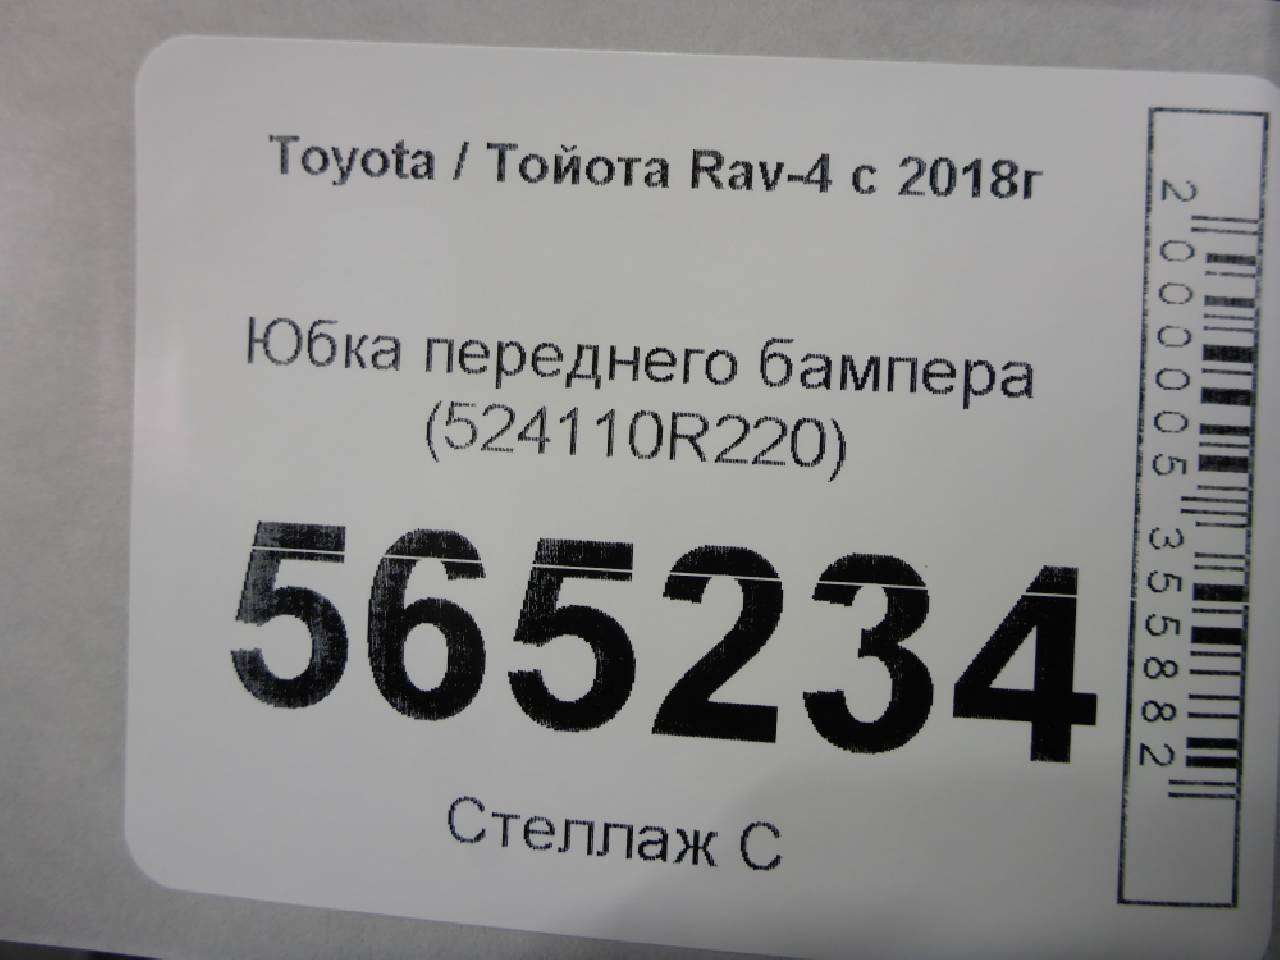 Toyota / Тойота Rav-4 с 2018г
Юбка переднего бампера
(524110R220)
565234
Стеллаж С
2000005355882